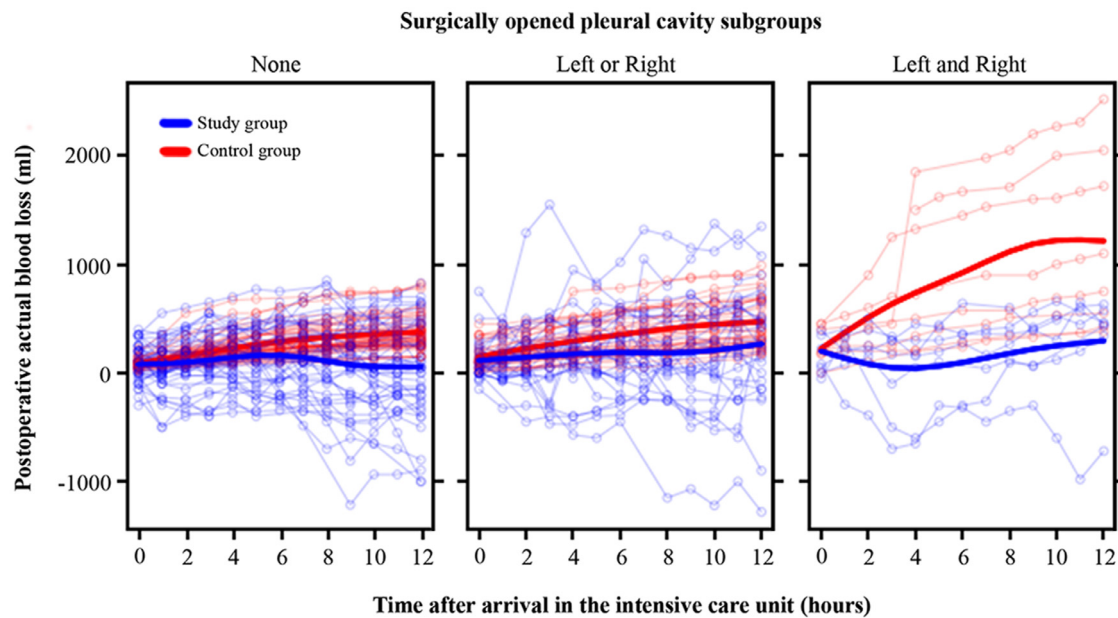 Surgically opened pleural cavity subgroups
None
Left or Right
Left and Right
Study group
Control group
Postoperative actual blood loss (ml)
2000
1000
0
-1000
0 2 4 6 8 10 12
0 2 4 6 8 10 12
0 2 4 6 8 10 12
Time after arrival in the intensive care unit (hours)